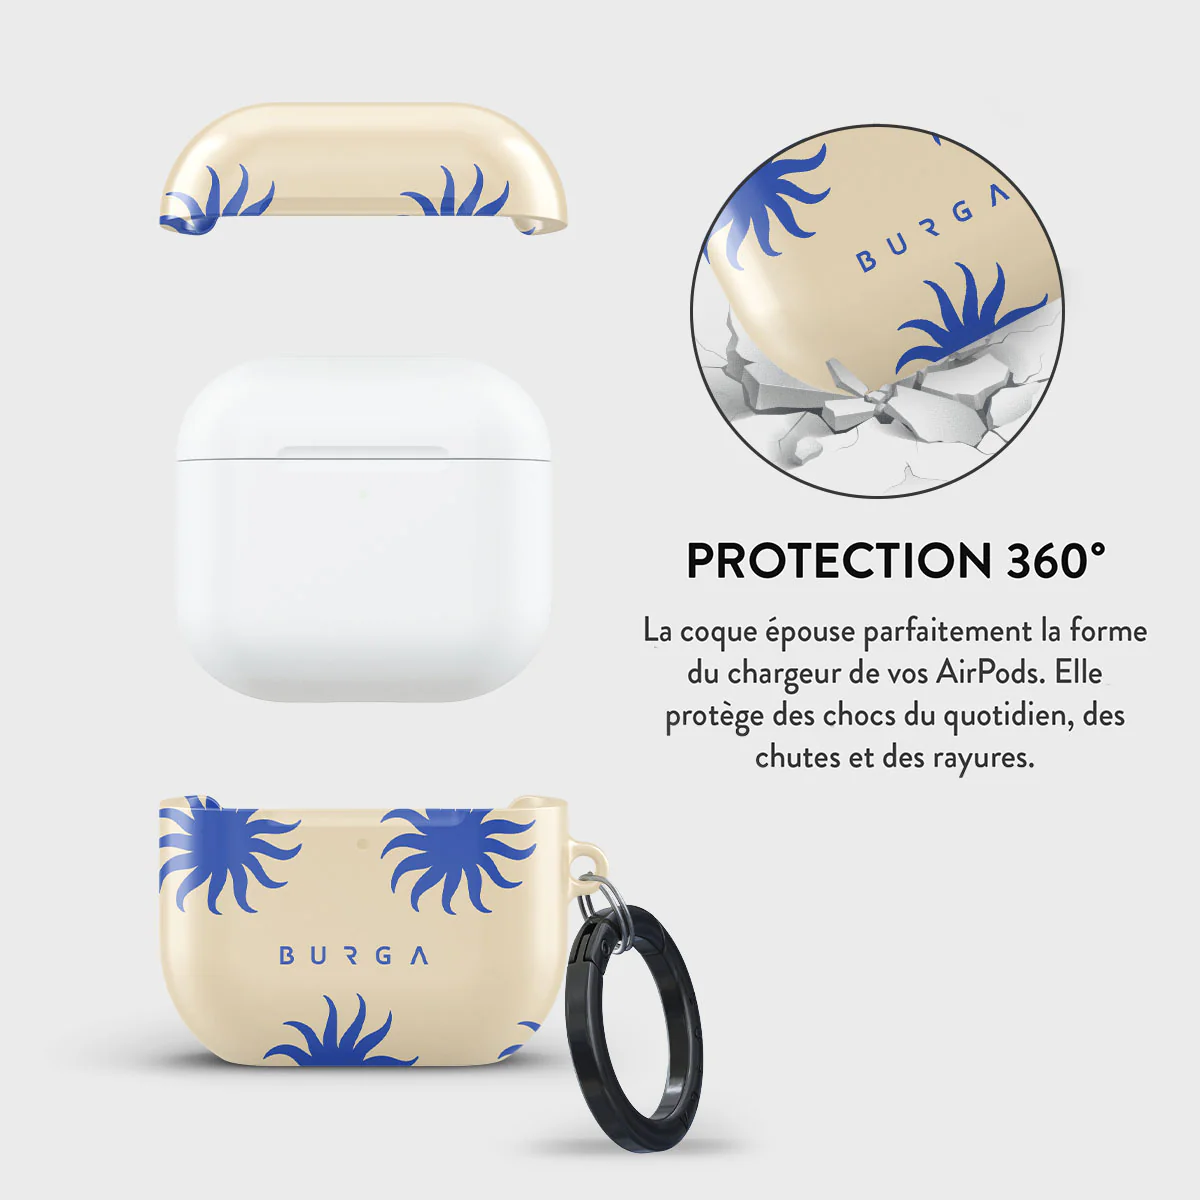 BURGA
PROTECTION 360°
La coque épouse parfaitement la forme
du chargeur de vos AirPods. Elle
protège des chocs du quotidien, des
chutes et des rayures.
BURGA